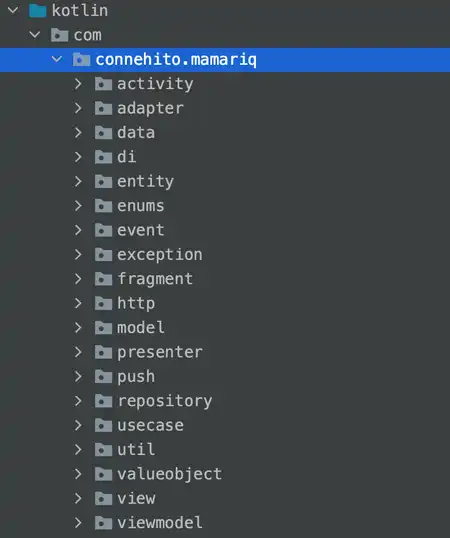 kotlin
com
connehito.mamariq
activity
adapter
data
di
entity
enums
event
exception
fragment
http
model
presenter
push
repository
usecase
util
valueobject
view
viewmodel